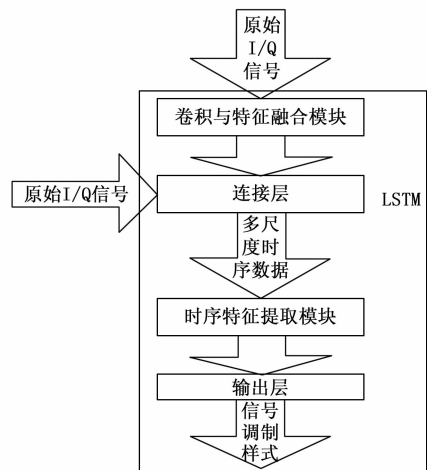 原始
I/Q
信号
卷积与特征融合模块
原始I/Q信号
连接层
LSTM
多尺
度时
序数据
时序特征提取模块
输出层
信号
调制
样式